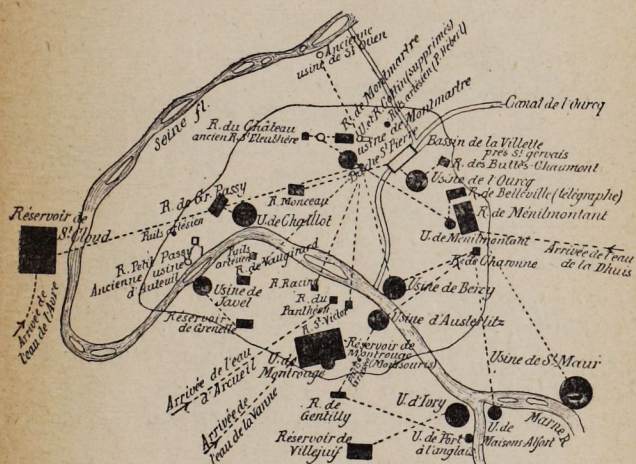 Ancienne
usine de St Ouen
R. de Montmartre
U. et R. Cottin (supprimés)
Puits artésien (P. Hébert)
usine de Montmartre
R. du Château
ancien R. St Eleuthère
St Pierre
Canal de l'Ourcq
Seine fl.
Bassin de la Villette
prés St gervais
R. des Buttes-Chaumont
Usine de l'Ourcq
R. de Belleville (télégraphe)
R. de Ménilmontant
U. de Ménilmontant
R. de Charonne
Arrivée de l'eau
de la Dhuis
R. Monceau
R. de Gr. Passy
Puits artésien
U. de Chaillot
Réservoir de
St Cloud
Arrivée de
l'eau de l'Avre
R. Petit Passy
Ancienne usine
d'Auteuil
Puits
artésien
R. de Vaugirard
Usine de
Javel
Réservoir
de Grenelle
R. Racine
R. du
Panthéon
R. St Victor
Usine de Bercy
Usine d'Austerlitz
Réservoir de
Montrouge
(Montsouris)
U. de
Montrouge
Arrivée de l'eau
d'Arcueil
Arrivée de
l'eau de la Vanne
R. de
Gentilly
Réservoir de
Villejuif
U. d'Ivry
U. de Port
à l'anglais
U. de
Maisons Alfort
Usine de St Maur
Marne R.